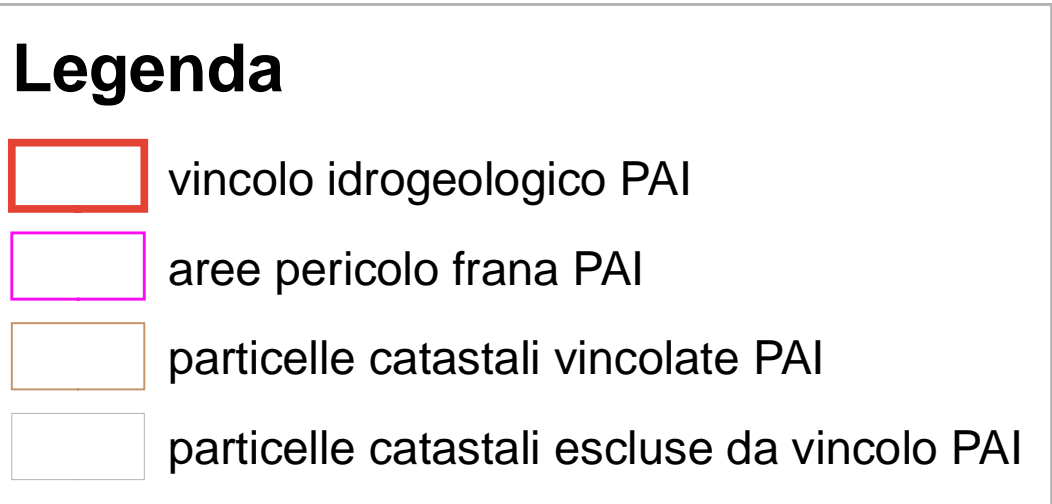 Legenda
vincolo idrogeologico PAI
aree pericolo frana PAI
particelle catastali vincolate PAI
particelle catastali escluse da vincolo PAI